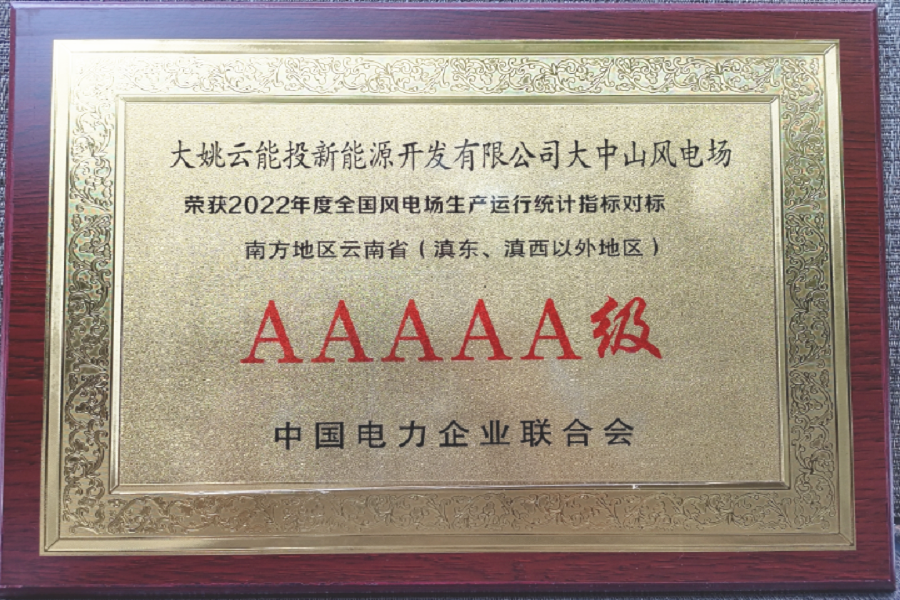 大姚云能投新能源开发有限公司大中山风电场
荣获2022年度全国风电场生产运行统计指标对标
南方地区云南省（滇东、滇西以外地区）
AAAAA级
中国电力企业联合会